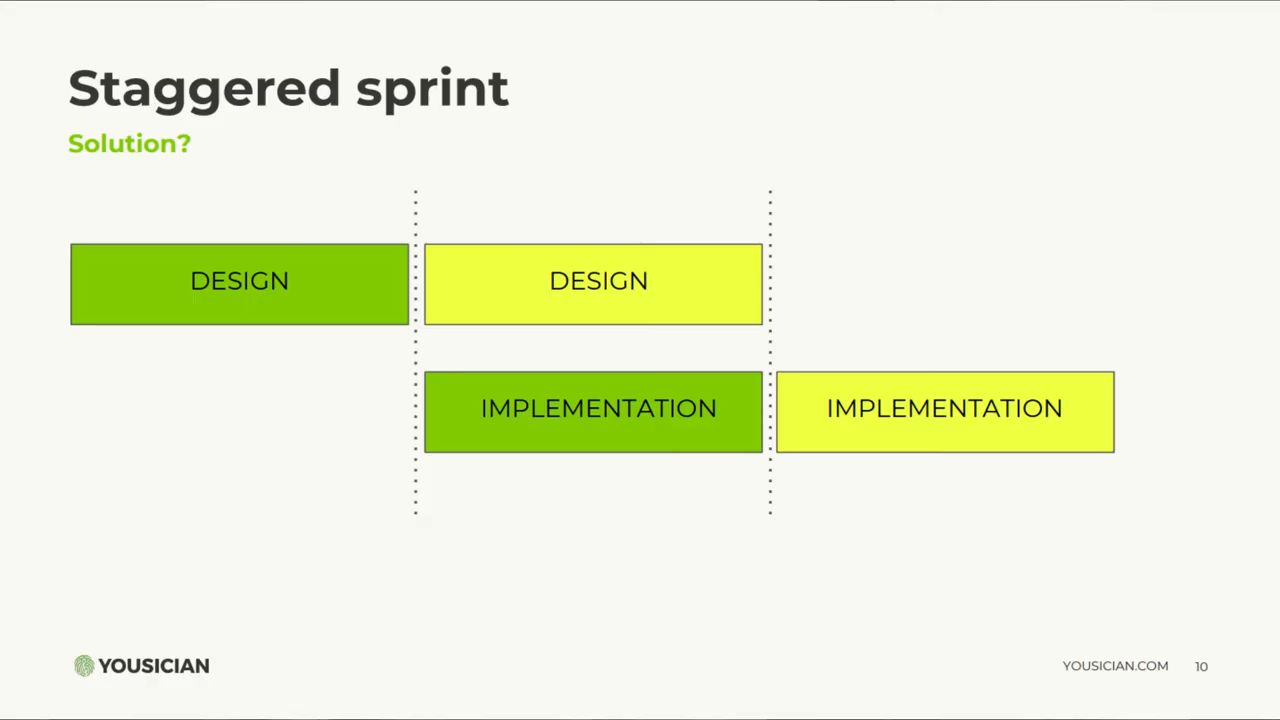 Staggered sprint
Solution?
DESIGN
DESIGN
IMPLEMENTATION
IMPLEMENTATION
YOUSICIAN
YOUSICIAN.COM 10